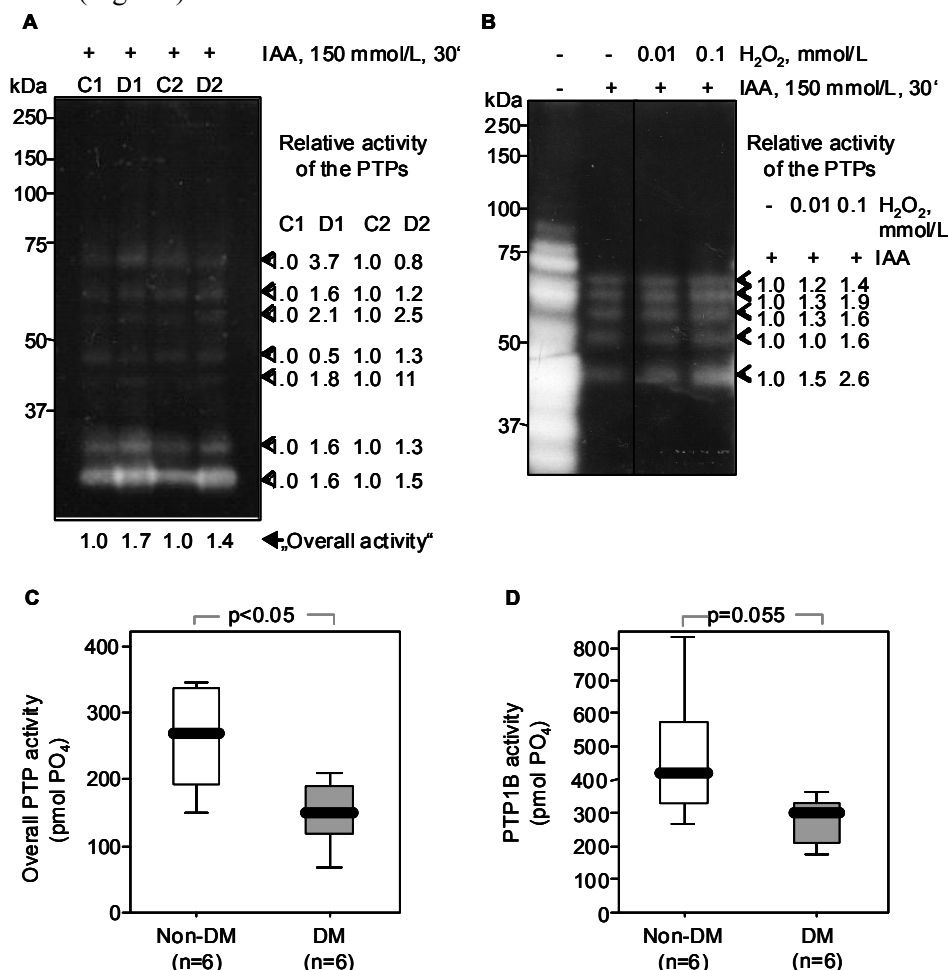 A
+ + + + IAA, 150 mmol/L, 30‘
kDa C1 D1 C2 D2
250
150
100
75
50
37
Relative activity
of the PTPs
C1 D1 C2 D2
1.0 3.7 1.0 0.8
1.0 1.6 1.0 1.2
1.0 2.1 1.0 2.5
1.0 0.5 1.0 1.3
1.0 1.8 1.0 11
1.0 1.6 1.0 1.3
1.0 1.6 1.0 1.5
1.0 1.7 1.0 1.4 „Overall activity“
B
- - 0.01 0.1 H₂O₂, mmol/L
- + + + IAA, 150 mmol/L, 30‘
kDa
250
150
100
75
50
37
Relative activity
of the PTPs
- 0.01 0.1 H₂O₂,
mmol/L
+ + + IAA
1.0 1.2 1.4
1.0 1.3 1.9
1.0 1.3 1.6
1.0 1.0 1.6
1.0 1.5 2.6
C
p<0.05
Overall PTP activity
(pmol PO₄)
400
300
200
100
0
Non-DM DM
(n=6) (n=6)
D
p=0.055
PTP1B activity
(pmol PO₄)
800
700
600
500
400
300
200
100
0
Non-DM DM
(n=6) (n=6)